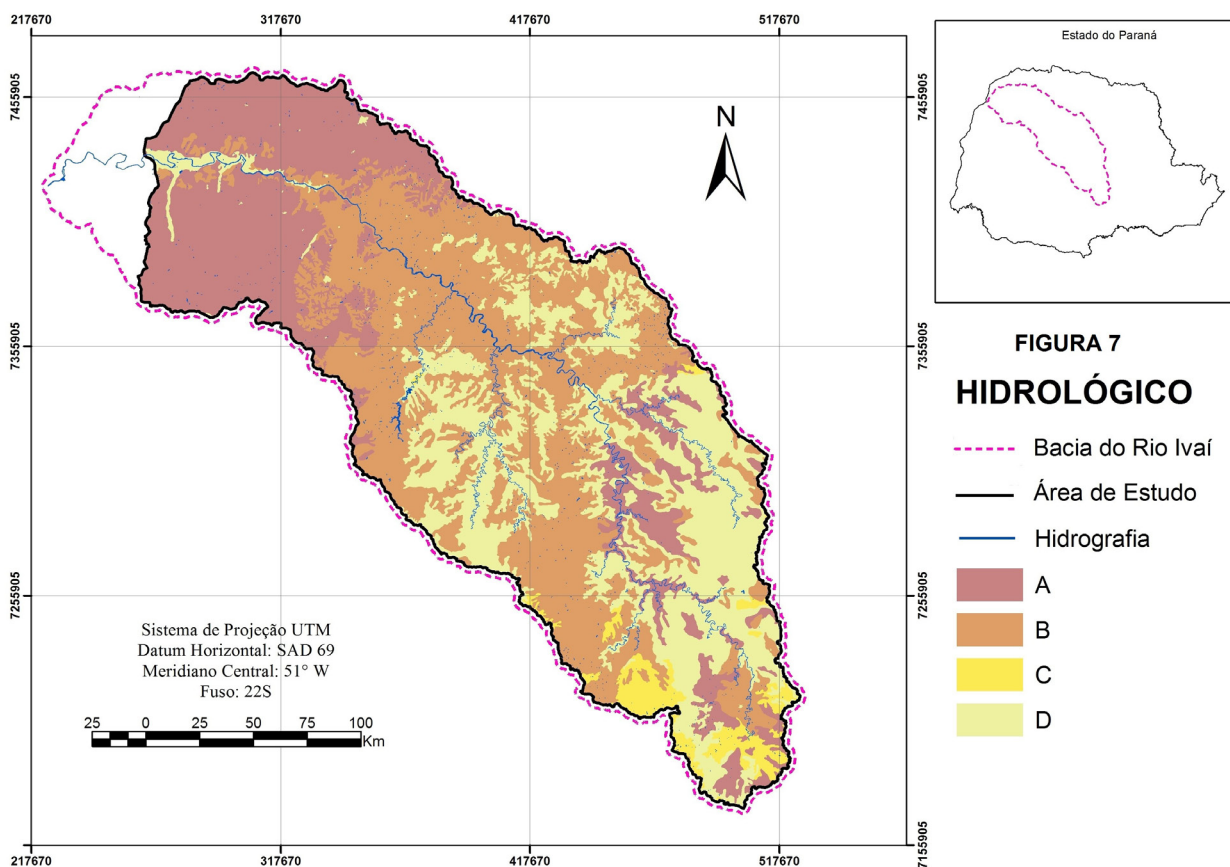 217670
317670
417670
517670
7455905
7355905
7255905
7155905
N
Sistema de Projeção UTM
Datum Horizontal: SAD 69
Meridiano Central: 51° W
Fuso: 22S
25 0 25 50 75 100
Km
217670
317670
417670
517670
7455905
7355905
7255905
Estado do Paraná
FIGURA 7
HIDROLÓGICO
Bacia do Rio Ivaí
Área de Estudo
Hidrografia
A
B
C
D